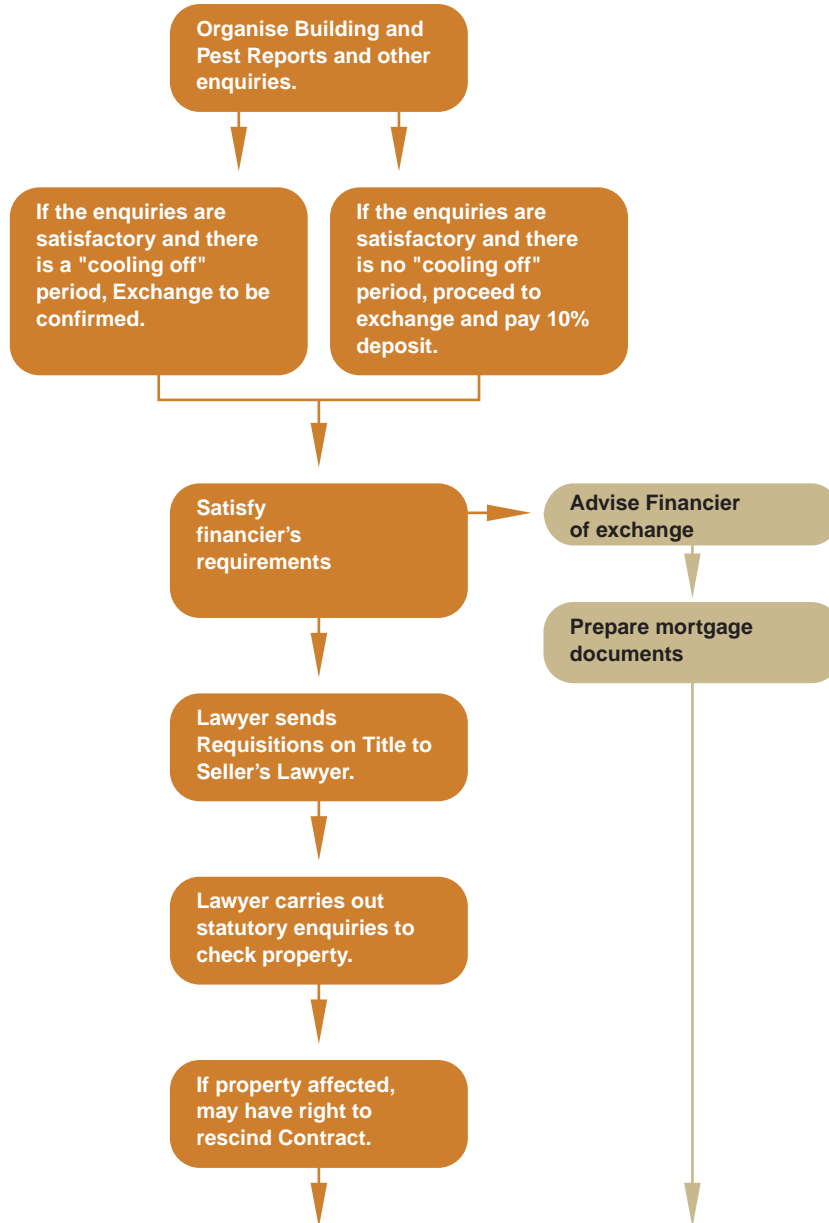 Organise Building and
Pest Reports and other
enquiries.
If the enquiries are
satisfactory and there
is a "cooling off"
period, Exchange to be
confirmed.
If the enquiries are
satisfactory and there
is no "cooling off"
period, proceed to
exchange and pay 10%
deposit.
Satisfy
financier’s
requirements
Advise Financier
of exchange
Prepare mortgage
documents
Lawyer sends
Requisitions on Title to
Seller’s Lawyer.
Lawyer carries out
statutory enquiries to
check property.
If property affected,
may have right to
rescind Contract.